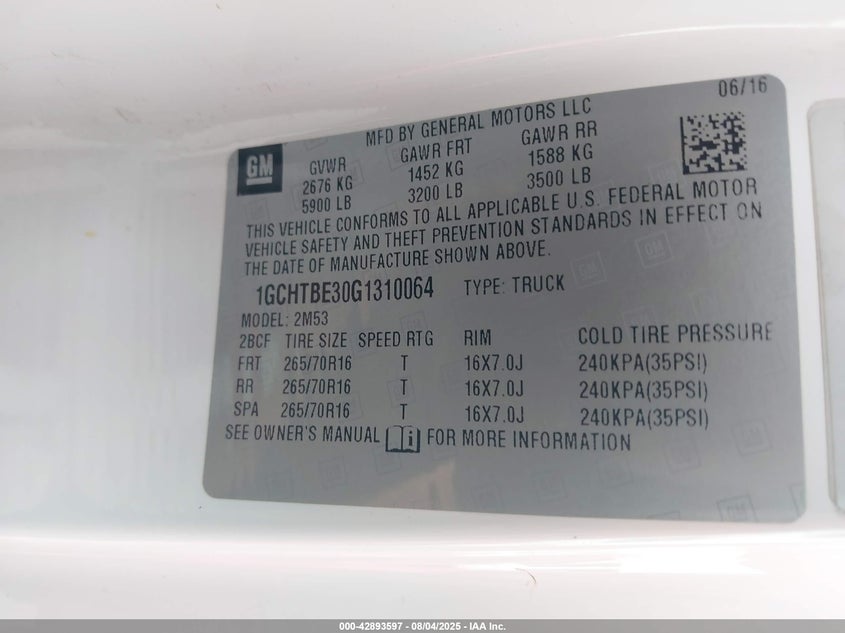 06/16
MFD BY GENERAL MOTORS LLC
GM
GVWR GAWR FRT GAWR RR
2676 KG 1452 KG 1588 KG
5900 LB 3200 LB 3500 LB
THIS VEHICLE CONFORMS TO ALL APPLICABLE U.S. FEDERAL MOTOR
VEHICLE SAFETY AND THEFT PREVENTION STANDARDS IN EFFECT ON
THE DATE OF MANUFACTURE SHOWN ABOVE.
1GCHTBE30G1310064 TYPE: TRUCK
MODEL: 2M53
2BCF TIRE SIZE SPEED RTG RIM COLD TIRE PRESSURE
FRT 265/70R16 T 16X7.0J 240KPA(35PSI)
RR 265/70R16 T 16X7.0J 240KPA(35PSI)
SPA 265/70R16 T 16X7.0J 240KPA(35PSI)
SEE OWNER'S MANUAL FOR MORE INFORMATION
000-42893597 - 08/04/2025 - IAA Inc.